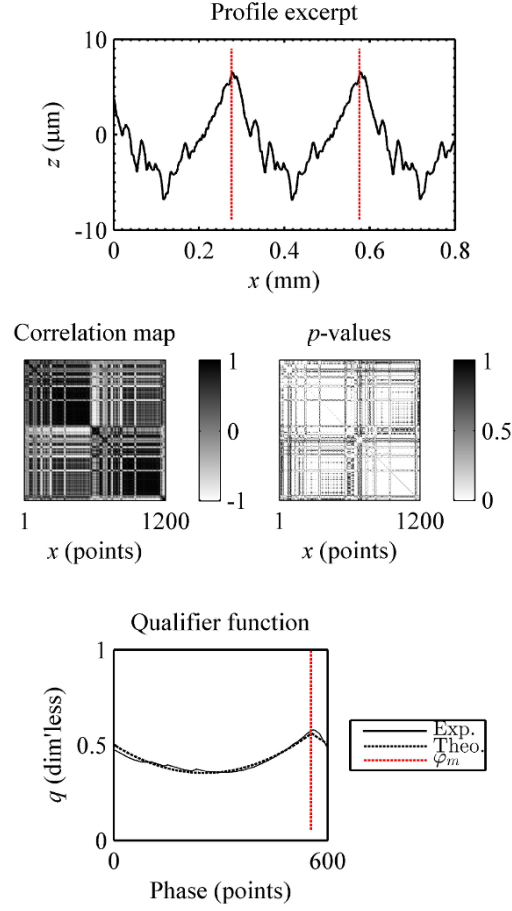 Profile excerpt
10
0
-10
z (μm)
0 0.2 0.4 0.6 0.8
x (mm)
Correlation map
1
0
-1
1 1200
x (points)
p-values
1
0.5
0
1 1200
x (points)
Qualifier function
1
0.5
0
q (dim'less)
0 600
Phase (points)
Exp.
Theo.
φm